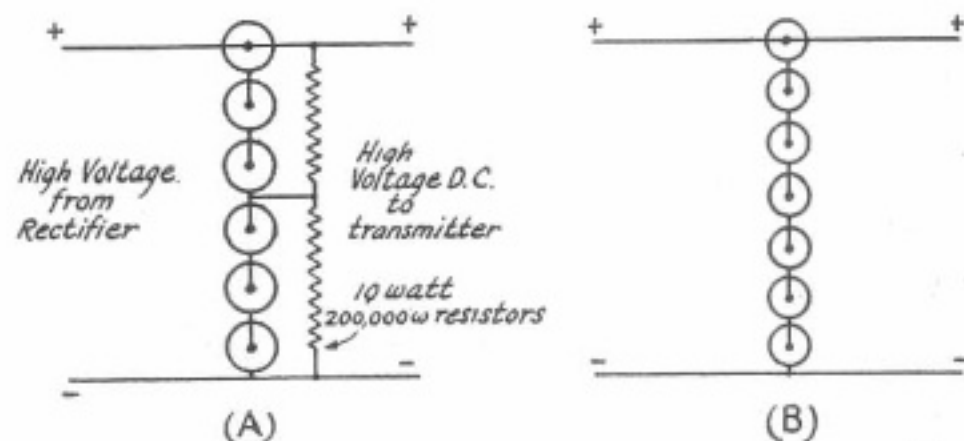 + +
High Voltage.
from
Rectifier
High
Voltage D.C.
to
transmitter
10 watt
200,000ω resistors
- -
(A)
+ +
- -
(B)